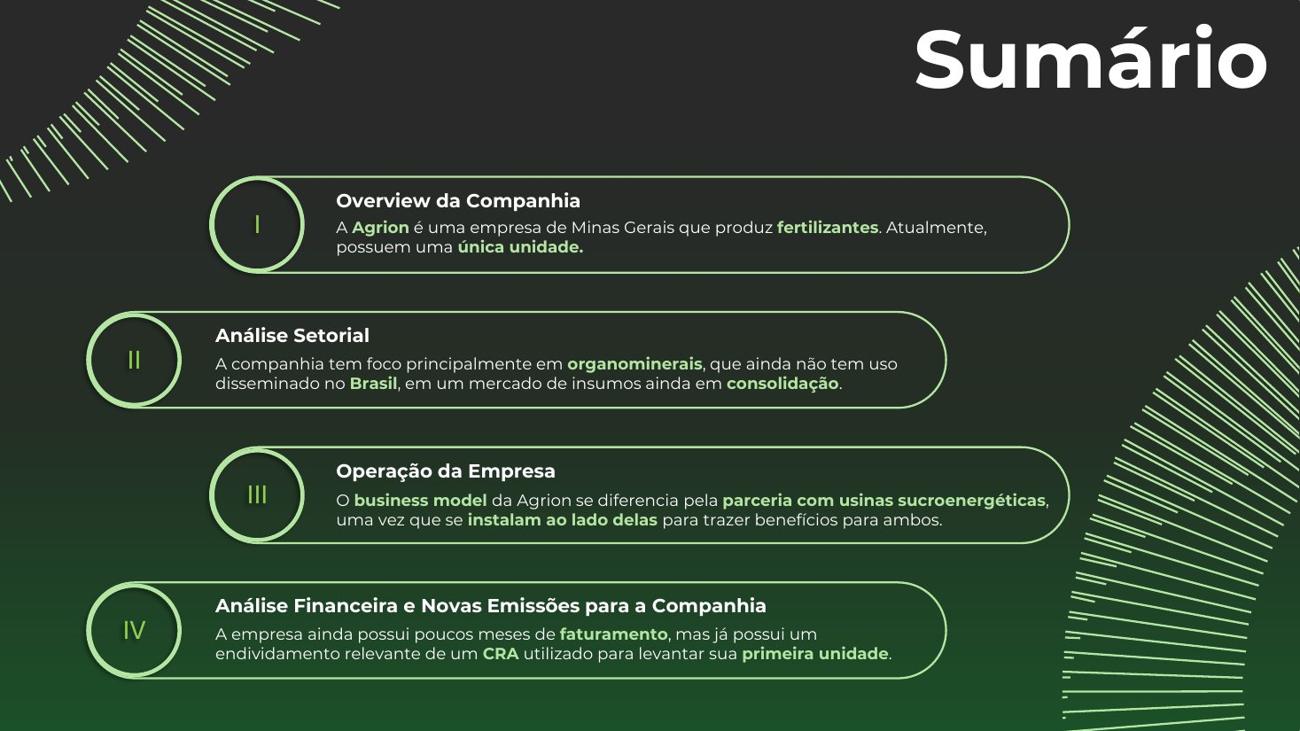 Sumário
I
Overview da Companhia
A Agrion é uma empresa de Minas Gerais que produz fertilizantes. Atualmente,
possuem uma única unidade.
II
Análise Setorial
A companhia tem foco principalmente em organominerais, que ainda não tem uso
disseminado no Brasil, em um mercado de insumos ainda em consolidação.
III
Operação da Empresa
O business model da Agrion se diferencia pela parceria com usinas sucroenergéticas,
uma vez que se instalam ao lado delas para trazer benefícios para ambos.
IV
Análise Financeira e Novas Emissões para a Companhia
A empresa ainda possui poucos meses de faturamento, mas já possui um
endividamento relevante de um CRA utilizado para levantar sua primeira unidade.